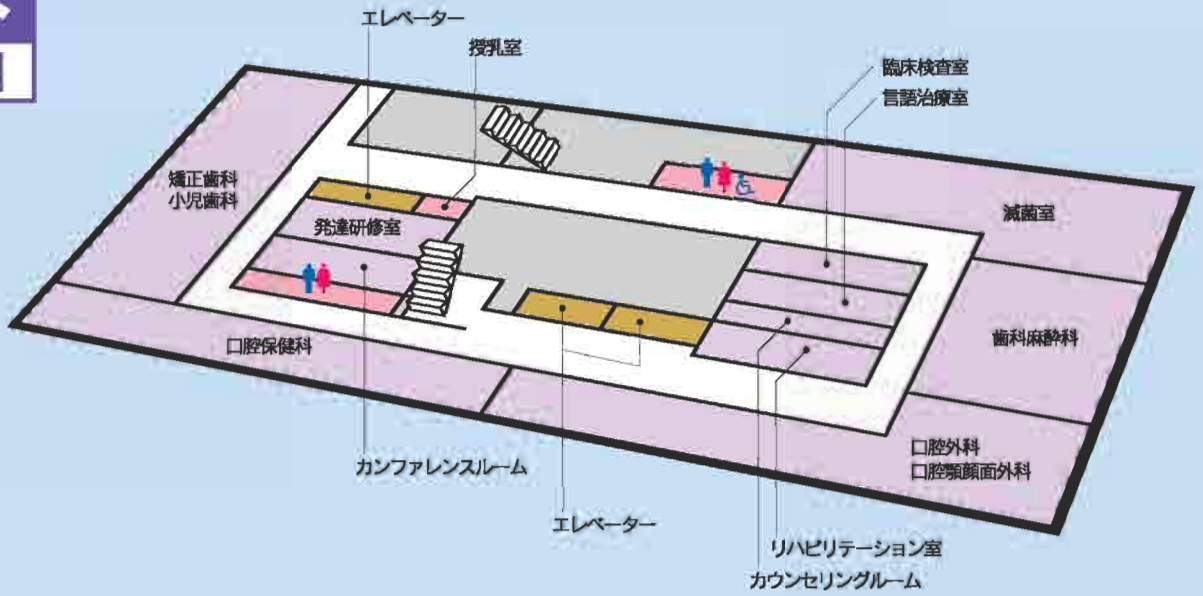 エレベーター
授乳室
臨床検査室
言語治療室
矯正歯科
小児歯科
発達研修室
滅菌室
歯科麻酔科
口腔保健科
口腔外科
口腔顎顔面外科
カンファレンスルーム
エレベーター
リハビリテーション室
カウンセリングルーム